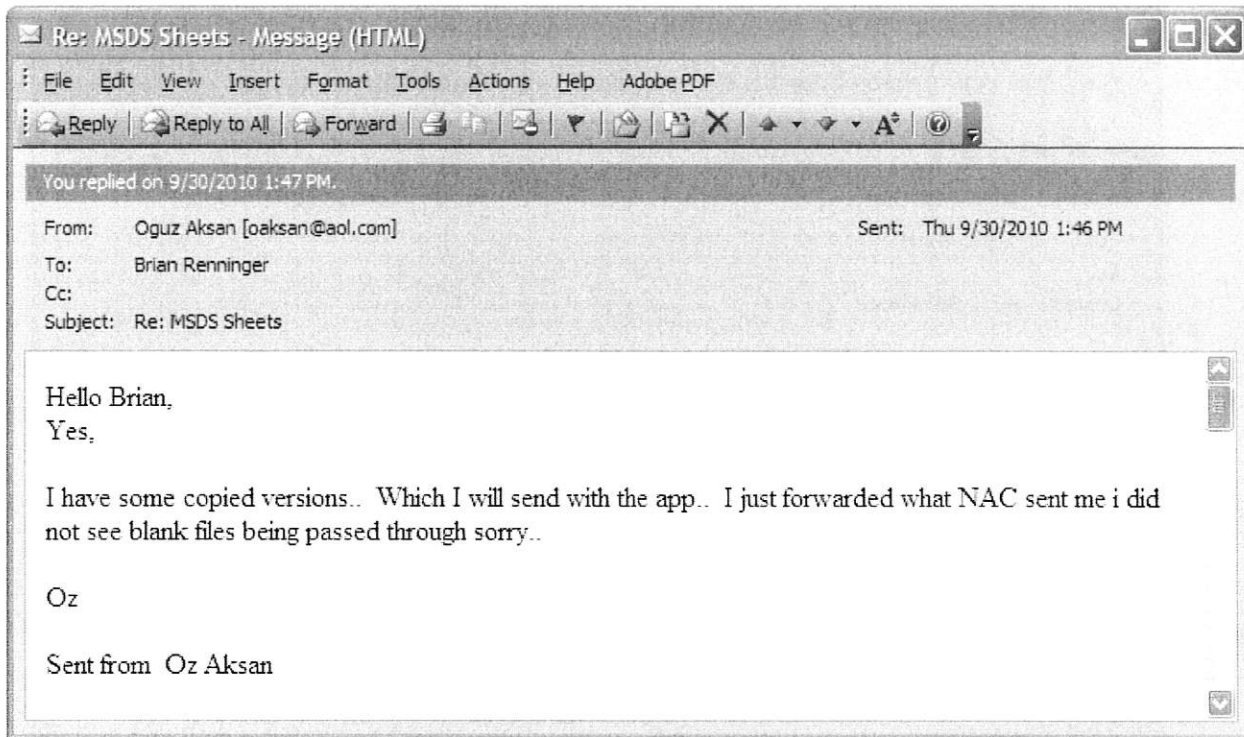 Re: MSDS Sheets - Message (HTML)
File Edit View Insert Format Tools Actions Help Adobe PDF
Reply Reply to All Forward A
You replied on 9/30/2010 1:47 PM.
From: Oguz Aksan [oaksan@aol.com] Sent: Thu 9/30/2010 1:46 PM
To: Brian Renninger
Cc:
Subject: Re: MSDS Sheets
Hello Brian,
Yes,
I have some copied versions.. Which I will send with the app.. I just forwarded what NAC sent me i did
not see blank files being passed through sorry..
Oz
Sent from Oz Aksan